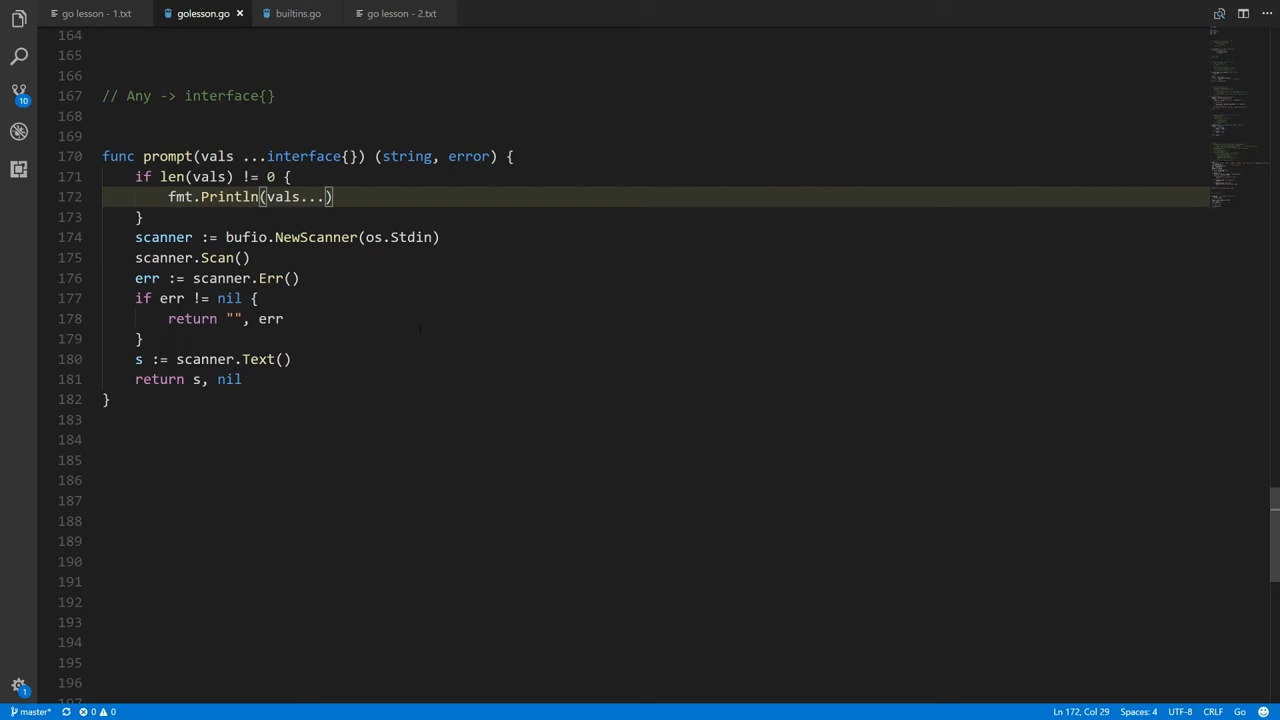 go lesson - 1.txt golesson.go × builtins.go go lesson - 2.txt
164
165
166
167 // Any -> interface{}
168
169
170 func prompt(vals ...interface{}) (string, error) {
171 if len(vals) != 0 {
172 fmt.Println(vals...)
173 }
174 scanner := bufio.NewScanner(os.Stdin)
175 scanner.Scan()
176 err := scanner.Err()
177 if err != nil {
178 return "", err
179 }
180 s := scanner.Text()
181 return s, nil
182 }
183
184
185
186
187
188
189
190
191
192
193
194
195
196
10
1
master* 0 0 Ln 172, Col 29 Spaces: 4 UTF-8 CRLF Go